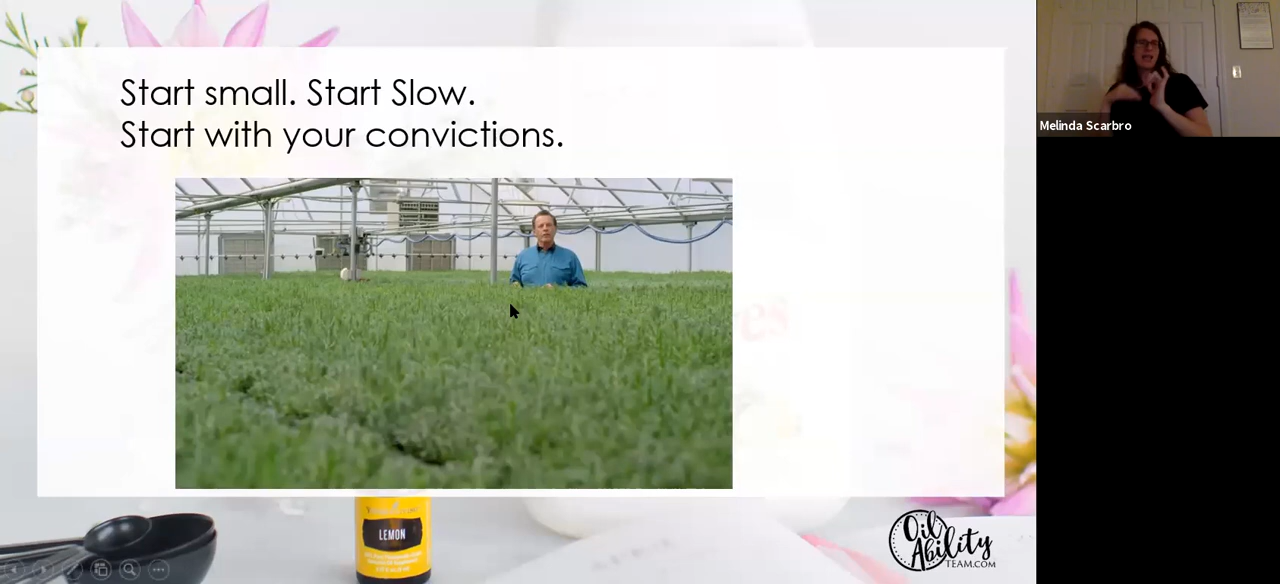 Start small. Start Slow.
Start with your convictions.
Melinda Scarbro
LEMON
Oil
Ability
TEAM.COM